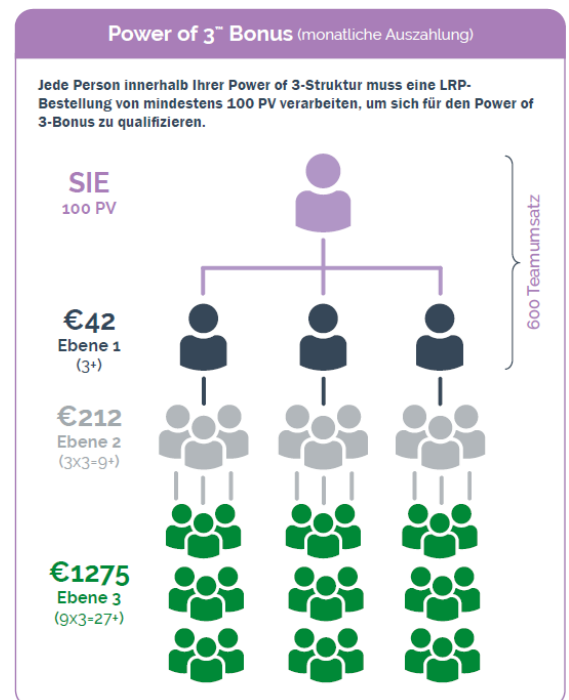 Power of 3™ Bonus (monatliche Auszahlung)
Jede Person innerhalb Ihrer Power of 3-Struktur muss eine LRP-
Bestellung von mindestens 100 PV verarbeiten, um sich für den Power of
3-Bonus zu qualifizieren.
SIE
100 PV
600 Teamumsatz
€42
Ebene 1
(3+)
€212
Ebene 2
(3x3=9+)
€1275
Ebene 3
(9x3=27+)